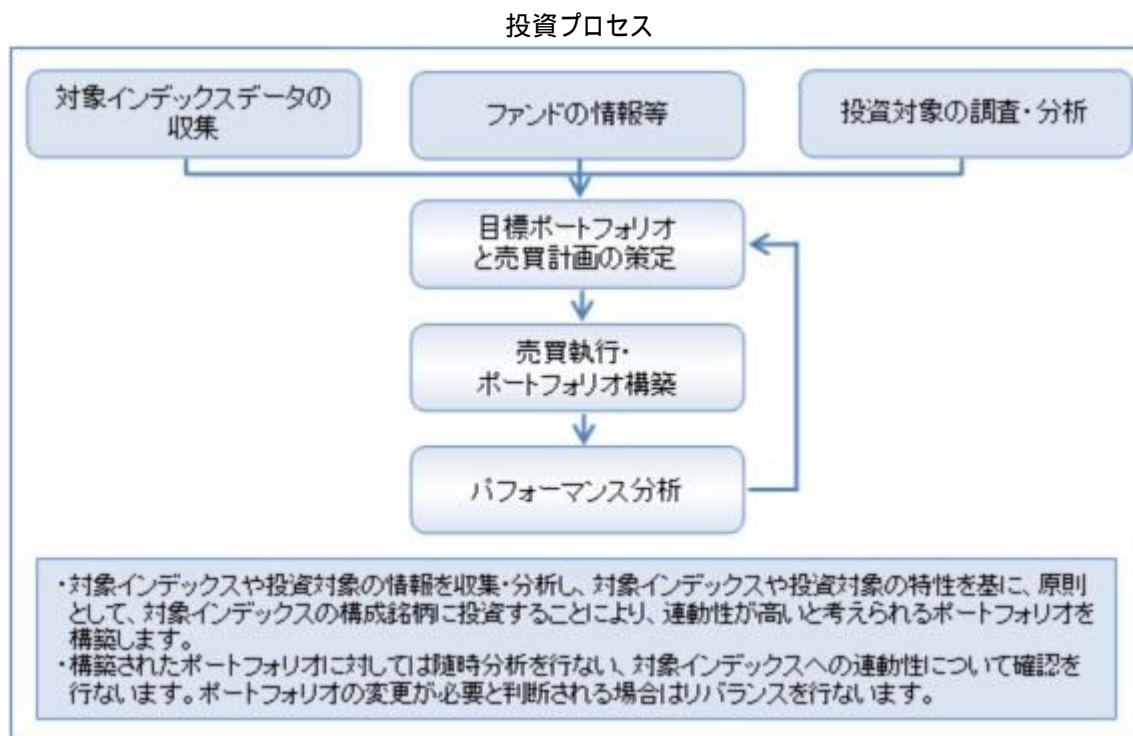 投資プロセス
対象インデックスデータの
収集
ファンドの情報等
投資対象の調査・分析
目標ポートフォリオ
と売買計画の策定
売買執行・
ポートフォリオ構築
パフォーマンス分析
・対象インデックスや投資対象の情報を収集・分析し、対象インデックスや投資対象の特性を基に、原則
として、対象インデックスの構成銘柄に投資することにより、連動性が高いと考えられるポートフォリオを
構築します。
・構築されたポートフォリオに対しては随時分析を行ない、対象インデックスへの連動性について確認を
行ないます。ポートフォリオの変更が必要と判断される場合はリバランスを行ないます。